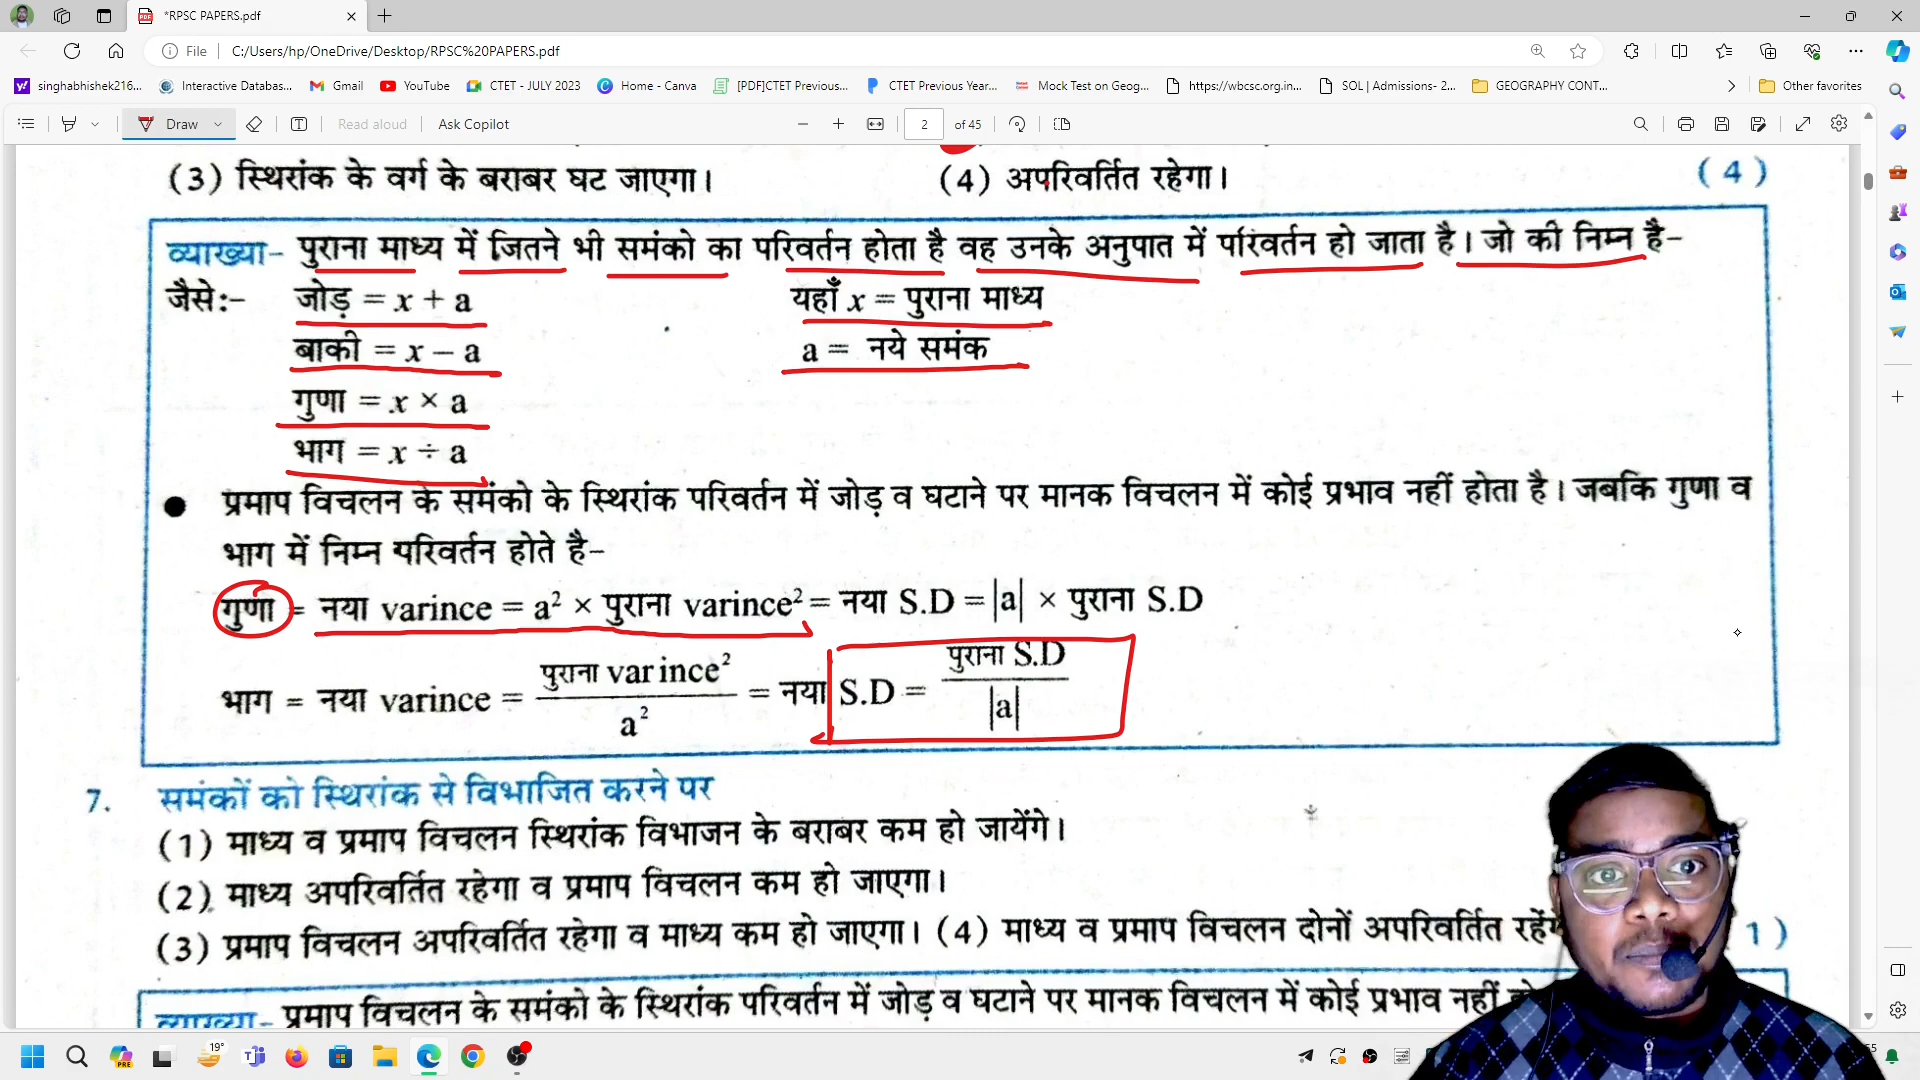 *RPSC PAPERS.pdf
File
C:/Users/hp/OneDrive/Desktop/RPSC%20PAPERS.pdf
singhabhishek216...
Interactive Databas...
Gmail
YouTube
CTET - JULY 2023
Home - Canva
[PDF]CTET Previous...
CTET Previous Year...
Mock Test on Geog...
https://wbcsc.org.in...
SOL | Admissions- 2...
GEOGRAPHY CONT...
Other favorites
Draw
Read aloud
Ask Copilot
2 of 45
(3) स्थिरांक के वर्ग के बराबर घट जाएगा। (4) अपरिवर्तित रहेगा। (4)
व्याख्या- पुराना माध्य में जितने भी समंको का परिवर्तन होता है वह उनके अनुपात में परिवर्तन हो जाता है। जो की निम्न है-
जैसे:- जोड़ = x + a यहाँ x = पुराना माध्य
बाकी = x – a a = नये समंक
गुणा = x × a
भाग = x ÷ a
● प्रमाप विचलन के समंको के स्थिरांक परिवर्तन में जोड़ व घटाने पर मानक विचलन में कोई प्रभाव नहीं होता है। जबकि गुणा व
भाग में निम्न परिवर्तन होते है-
गुणा = नया varince = a² × पुराना varince² = नया S.D = |a| × पुराना S.D
भाग = नया varince = पुराना varince² / a² = नया S.D = पुराना S.D / |a|
7. समंकों को स्थिरांक से विभाजित करने पर
(1) माध्य व प्रमाप विचलन स्थिरांक विभाजन के बराबर कम हो जायेंगे।
(2) माध्य अपरिवर्तित रहेगा व प्रमाप विचलन कम हो जाएगा।
(3) प्रमाप विचलन अपरिवर्तित रहेगा व माध्य कम हो जाएगा। (4) माध्य व प्रमाप विचलन दोनों अपरिवर्तित 1)
व्याख्या- प्रमाप विचलन के समंको के स्थिरांक परिवर्तन में जोड़ व घटाने पर मानक विचलन में कोई प्रभाव नहीं
19°